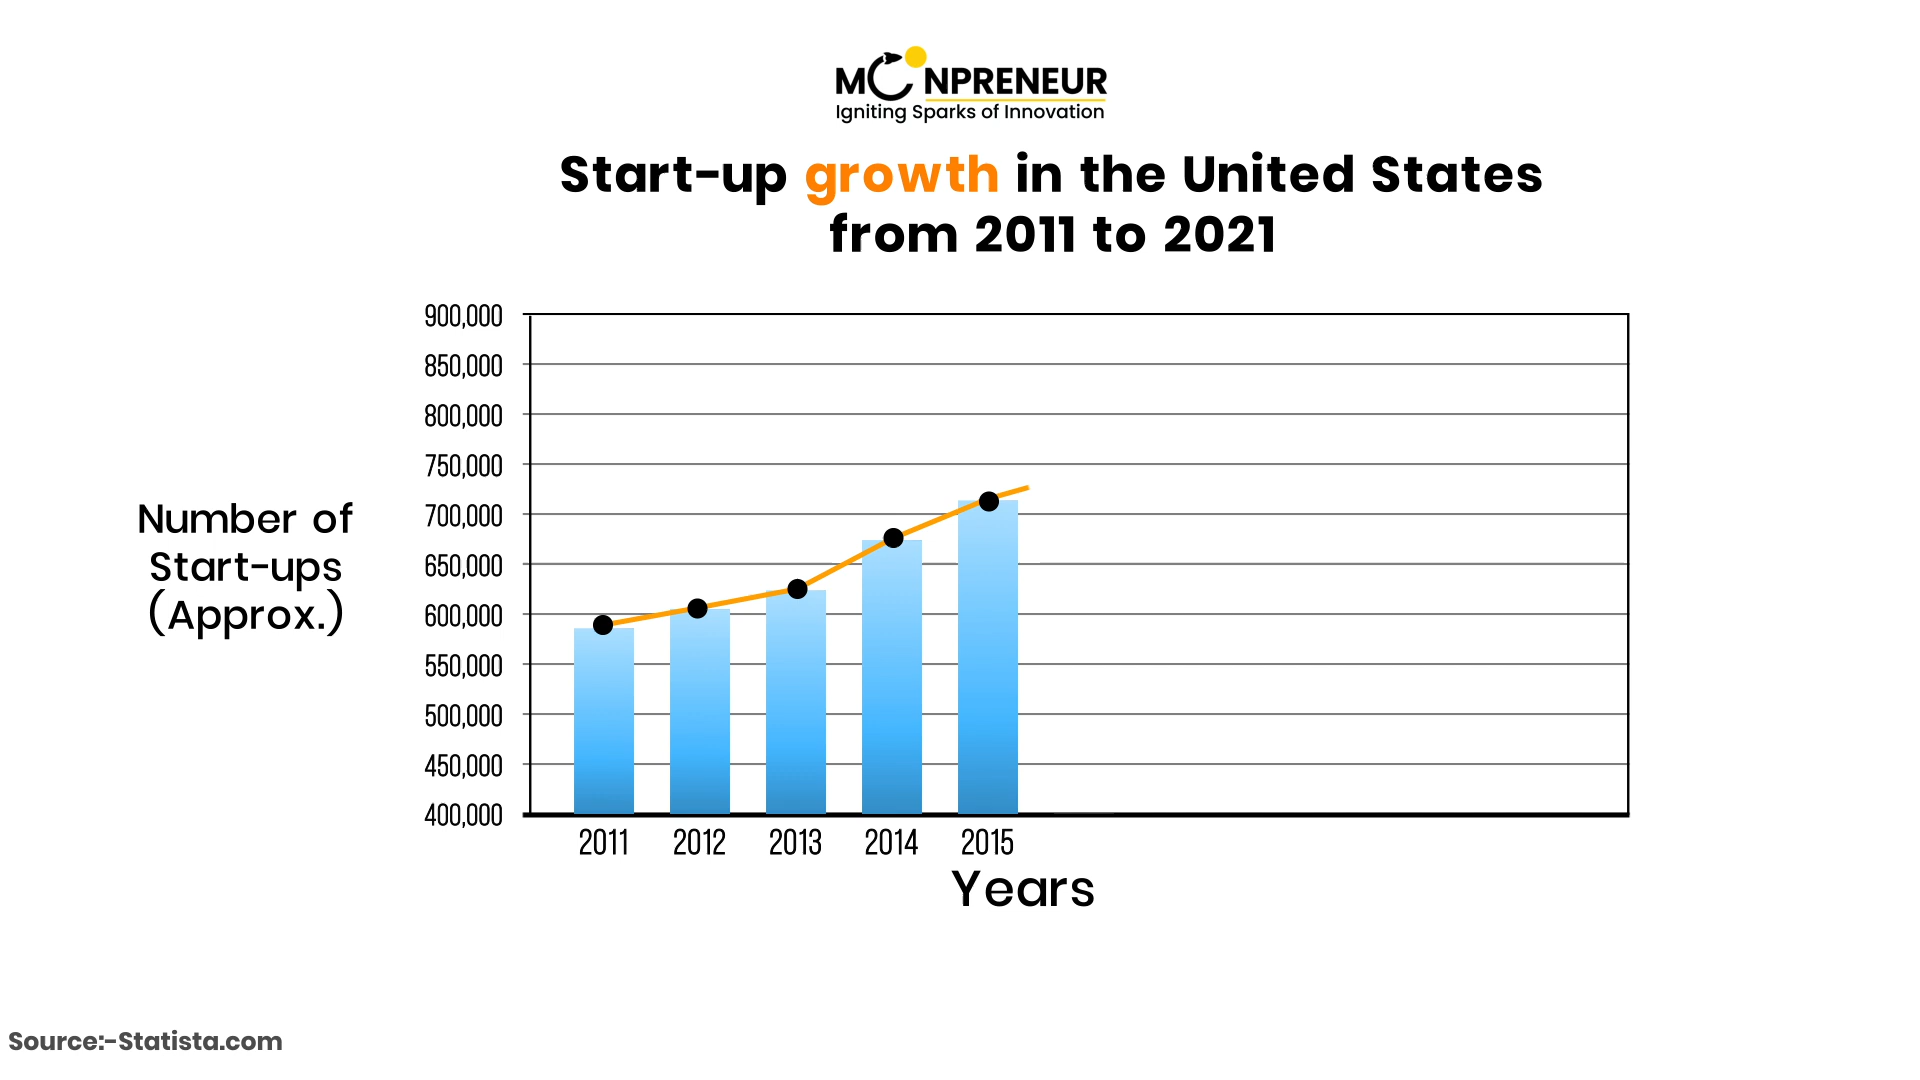 MOONPRENEUR
Igniting Sparks of Innovation
Start-up growth in the United States
from 2011 to 2021
900,000
850,000
800,000
750,000
700,000
650,000
600,000
550,000
500,000
450,000
400,000
Number of
Start-ups
(Approx.)
2011 2012 2013 2014 2015
Years
Source:-Statista.com